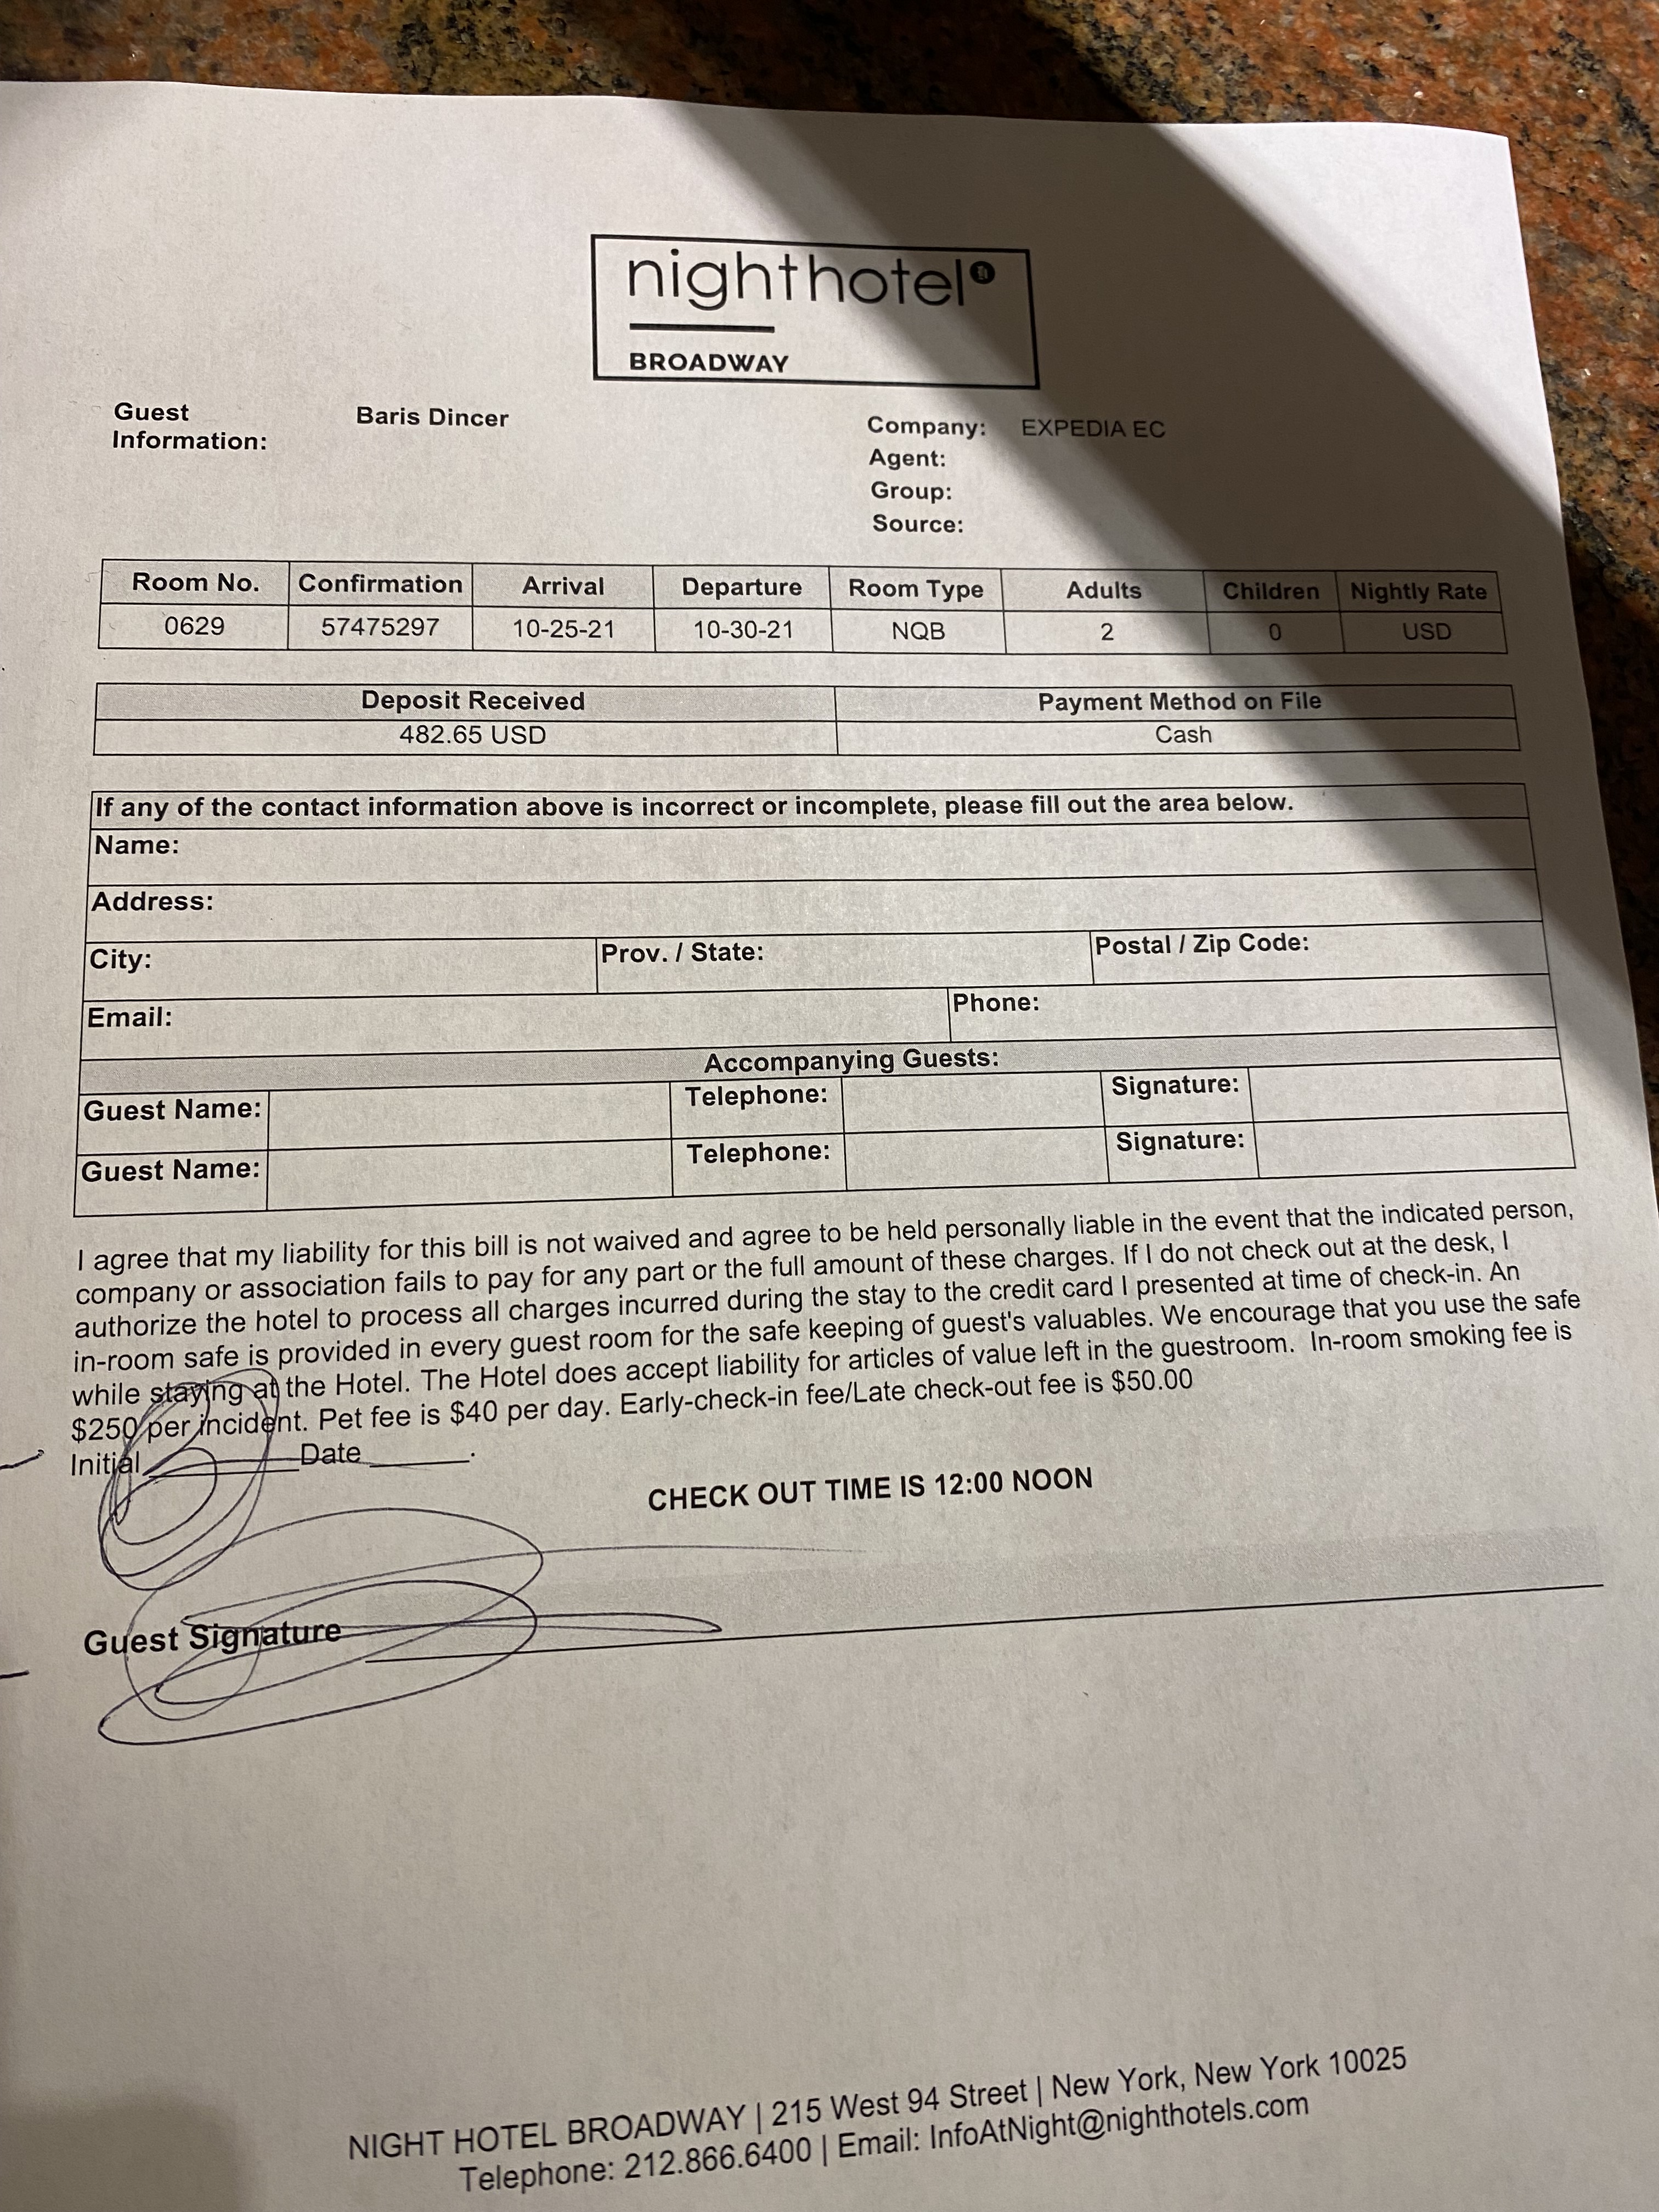 nighthotel
BROADWAY
Guest Information: Baris Dincer
Company: EXPEDIA EC
Agent:
Group:
Source:
Room No. Confirmation Arrival Departure Room Type Adults Children Nightly Rate
0629 57475297 10-25-21 10-30-21 NQB 2 0 USD
Deposit Received Payment Method on File
482.65 USD Cash
If any of the contact information above is incorrect or incomplete, please fill out the area below.
Name:
Address:
City: Prov. / State: Postal / Zip Code:
Email: Phone:
Accompanying Guests:
Guest Name: Telephone: Signature:
Guest Name: Telephone: Signature:
I agree that my liability for this bill is not waived and agree to be held personally liable in the event that the indicated person,
company or association fails to pay for any part or the full amount of these charges. If I do not check out at the desk, I
authorize the hotel to process all charges incurred during the stay to the credit card I presented at time of check-in. An
in-room safe is provided in every guest room for the safe keeping of guest's valuables. We encourage that you use the safe
while staying at the Hotel. The Hotel does accept liability for articles of value left in the guestroom. In-room smoking fee is
$250 per incident. Pet fee is $40 per day. Early-check-in fee/Late check-out fee is $50.00
Initial Date .
CHECK OUT TIME IS 12:00 NOON
Guest Signature
NIGHT HOTEL BROADWAY | 215 West 94 Street | New York, New York 10025
Telephone: 212.866.6400 | Email: InfoAtNight@nighthotels.com